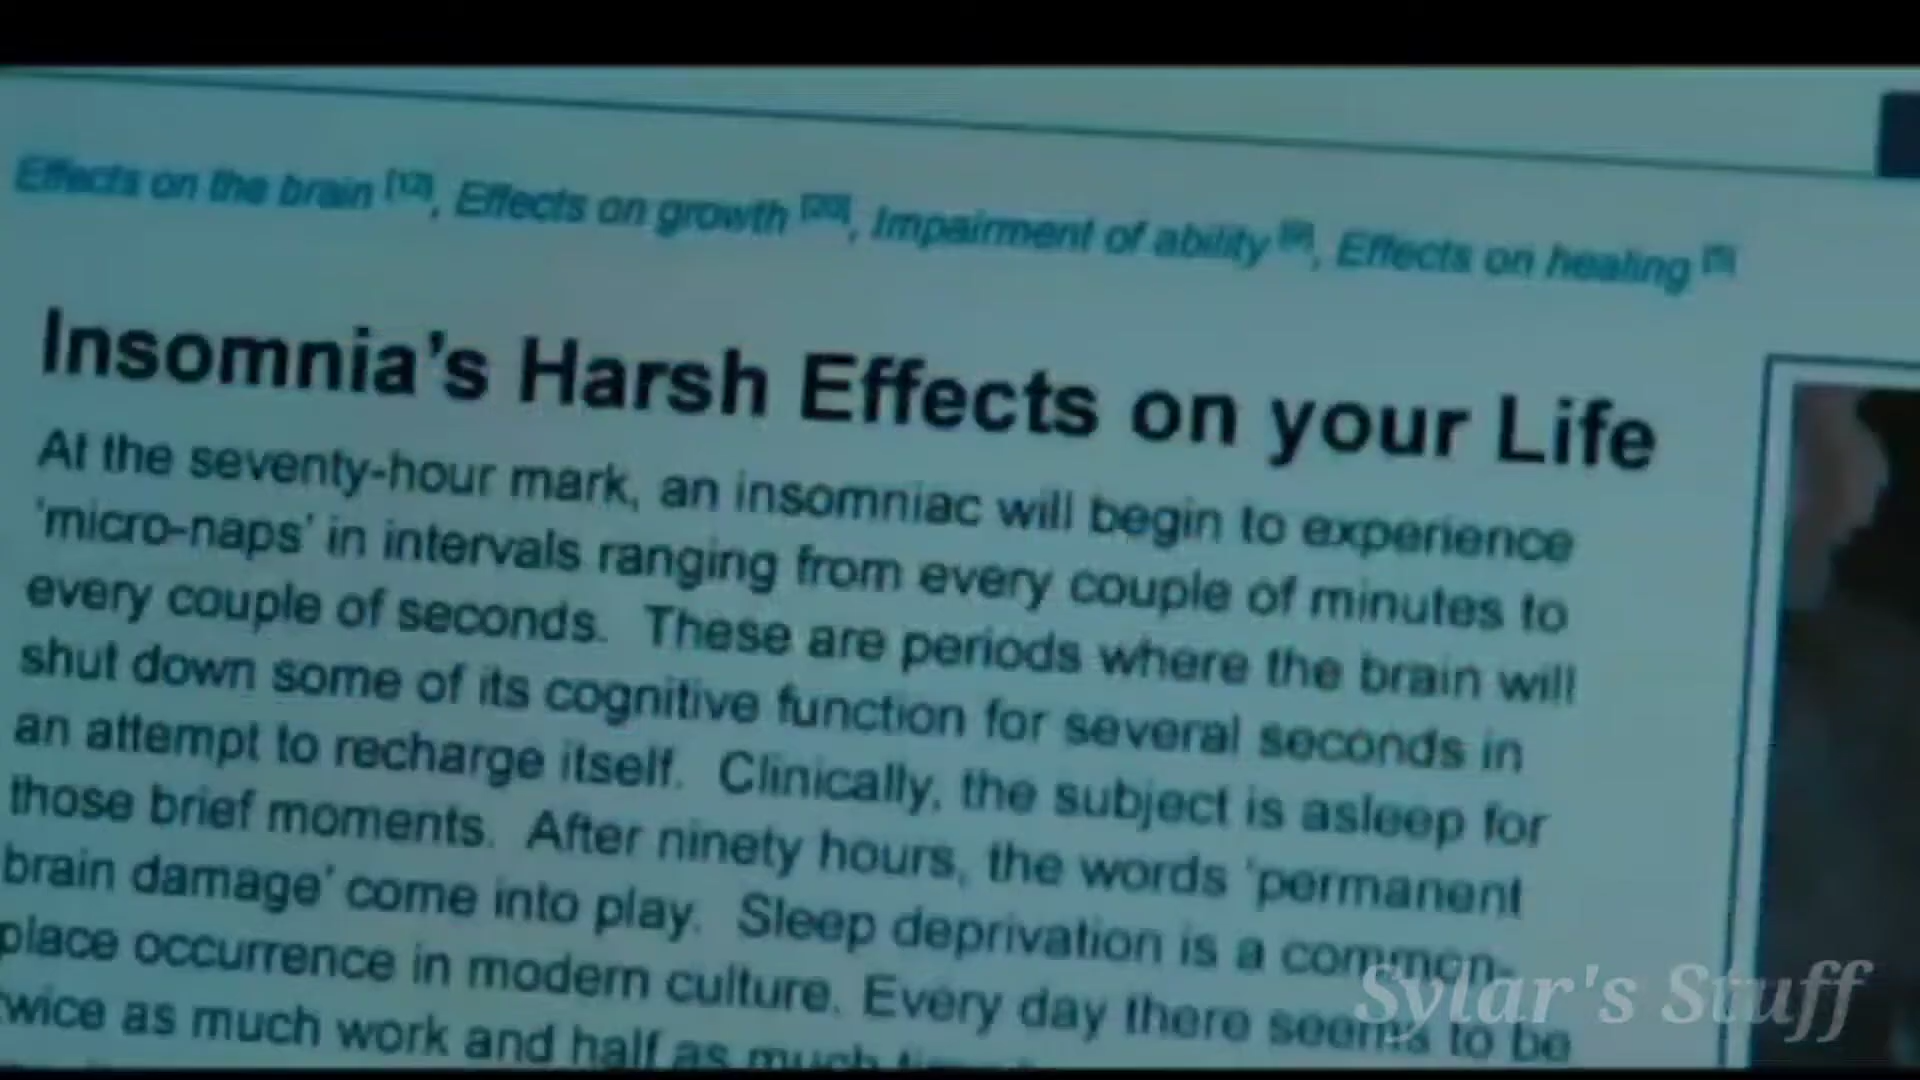 Effects on the brain [12], Effects on growth [20], Impairment of ability, Effects on healing
Insomnia's Harsh Effects on your Life
At the seventy-hour mark, an insomniac will begin to experience
'micro-naps' in intervals ranging from every couple of minutes to
every couple of seconds. These are periods where the brain will
shut down some of its cognitive function for several seconds in
an attempt to recharge itself. Clinically, the subject is asleep for
those brief moments. After ninety hours, the words 'permanent
brain damage' come into play. Sleep deprivation is a common-
place occurrence in modern culture. Every day there seems to be
twice as much work and half as much
Sylar's Stuff